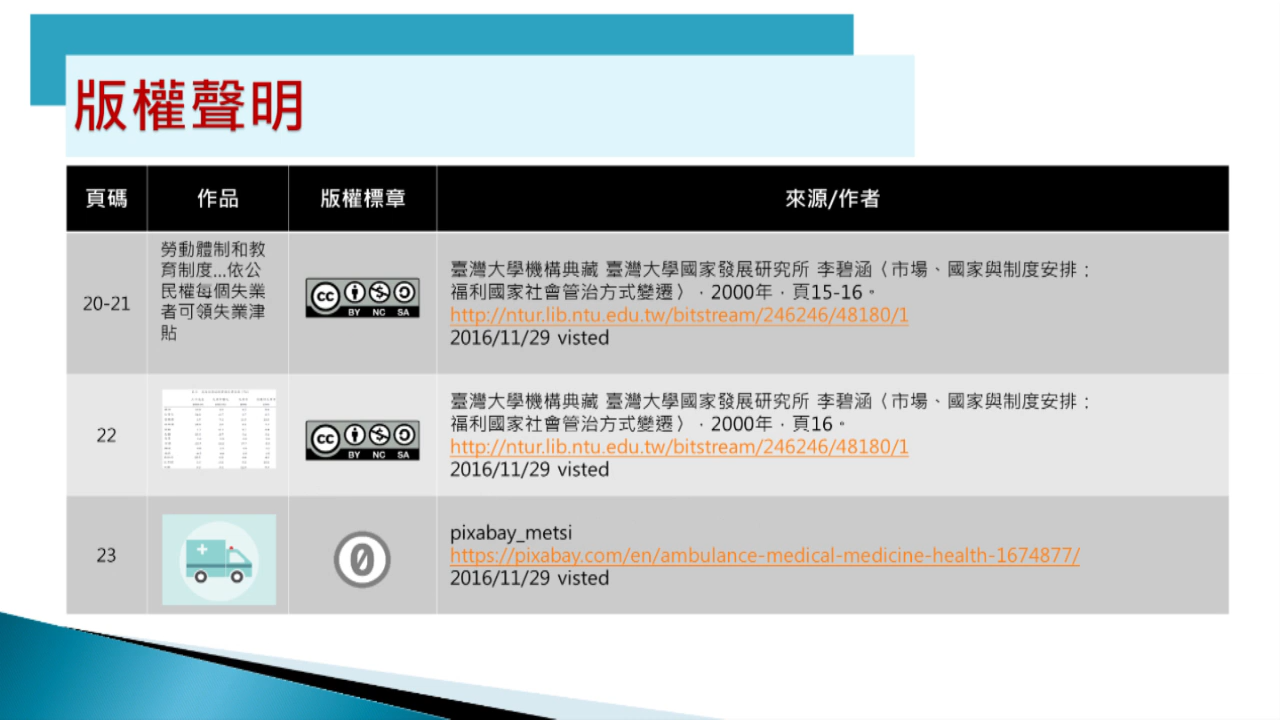 版權聲明
頁碼 作品 版權標章 來源/作者
20-21
勞動體制和教
育制度...依公
民權每個失業
者可領失業津
貼
cc BY NC SA
臺灣大學機構典藏 臺灣大學國家發展研究所 李碧涵〈市場、國家與制度安排：
福利國家社會管治方式變遷〉，2000年，頁15-16。
http://ntur.lib.ntu.edu.tw/bitstream/246246/48180/1
2016/11/29 visted
22
cc BY NC SA
臺灣大學機構典藏 臺灣大學國家發展研究所 李碧涵〈市場、國家與制度安排：
福利國家社會管治方式變遷〉，2000年，頁16。
http://ntur.lib.ntu.edu.tw/bitstream/246246/48180/1
2016/11/29 visted
23
0
pixabay_metsi
https://pixabay.com/en/ambulance-medical-medicine-health-1674877/
2016/11/29 visted